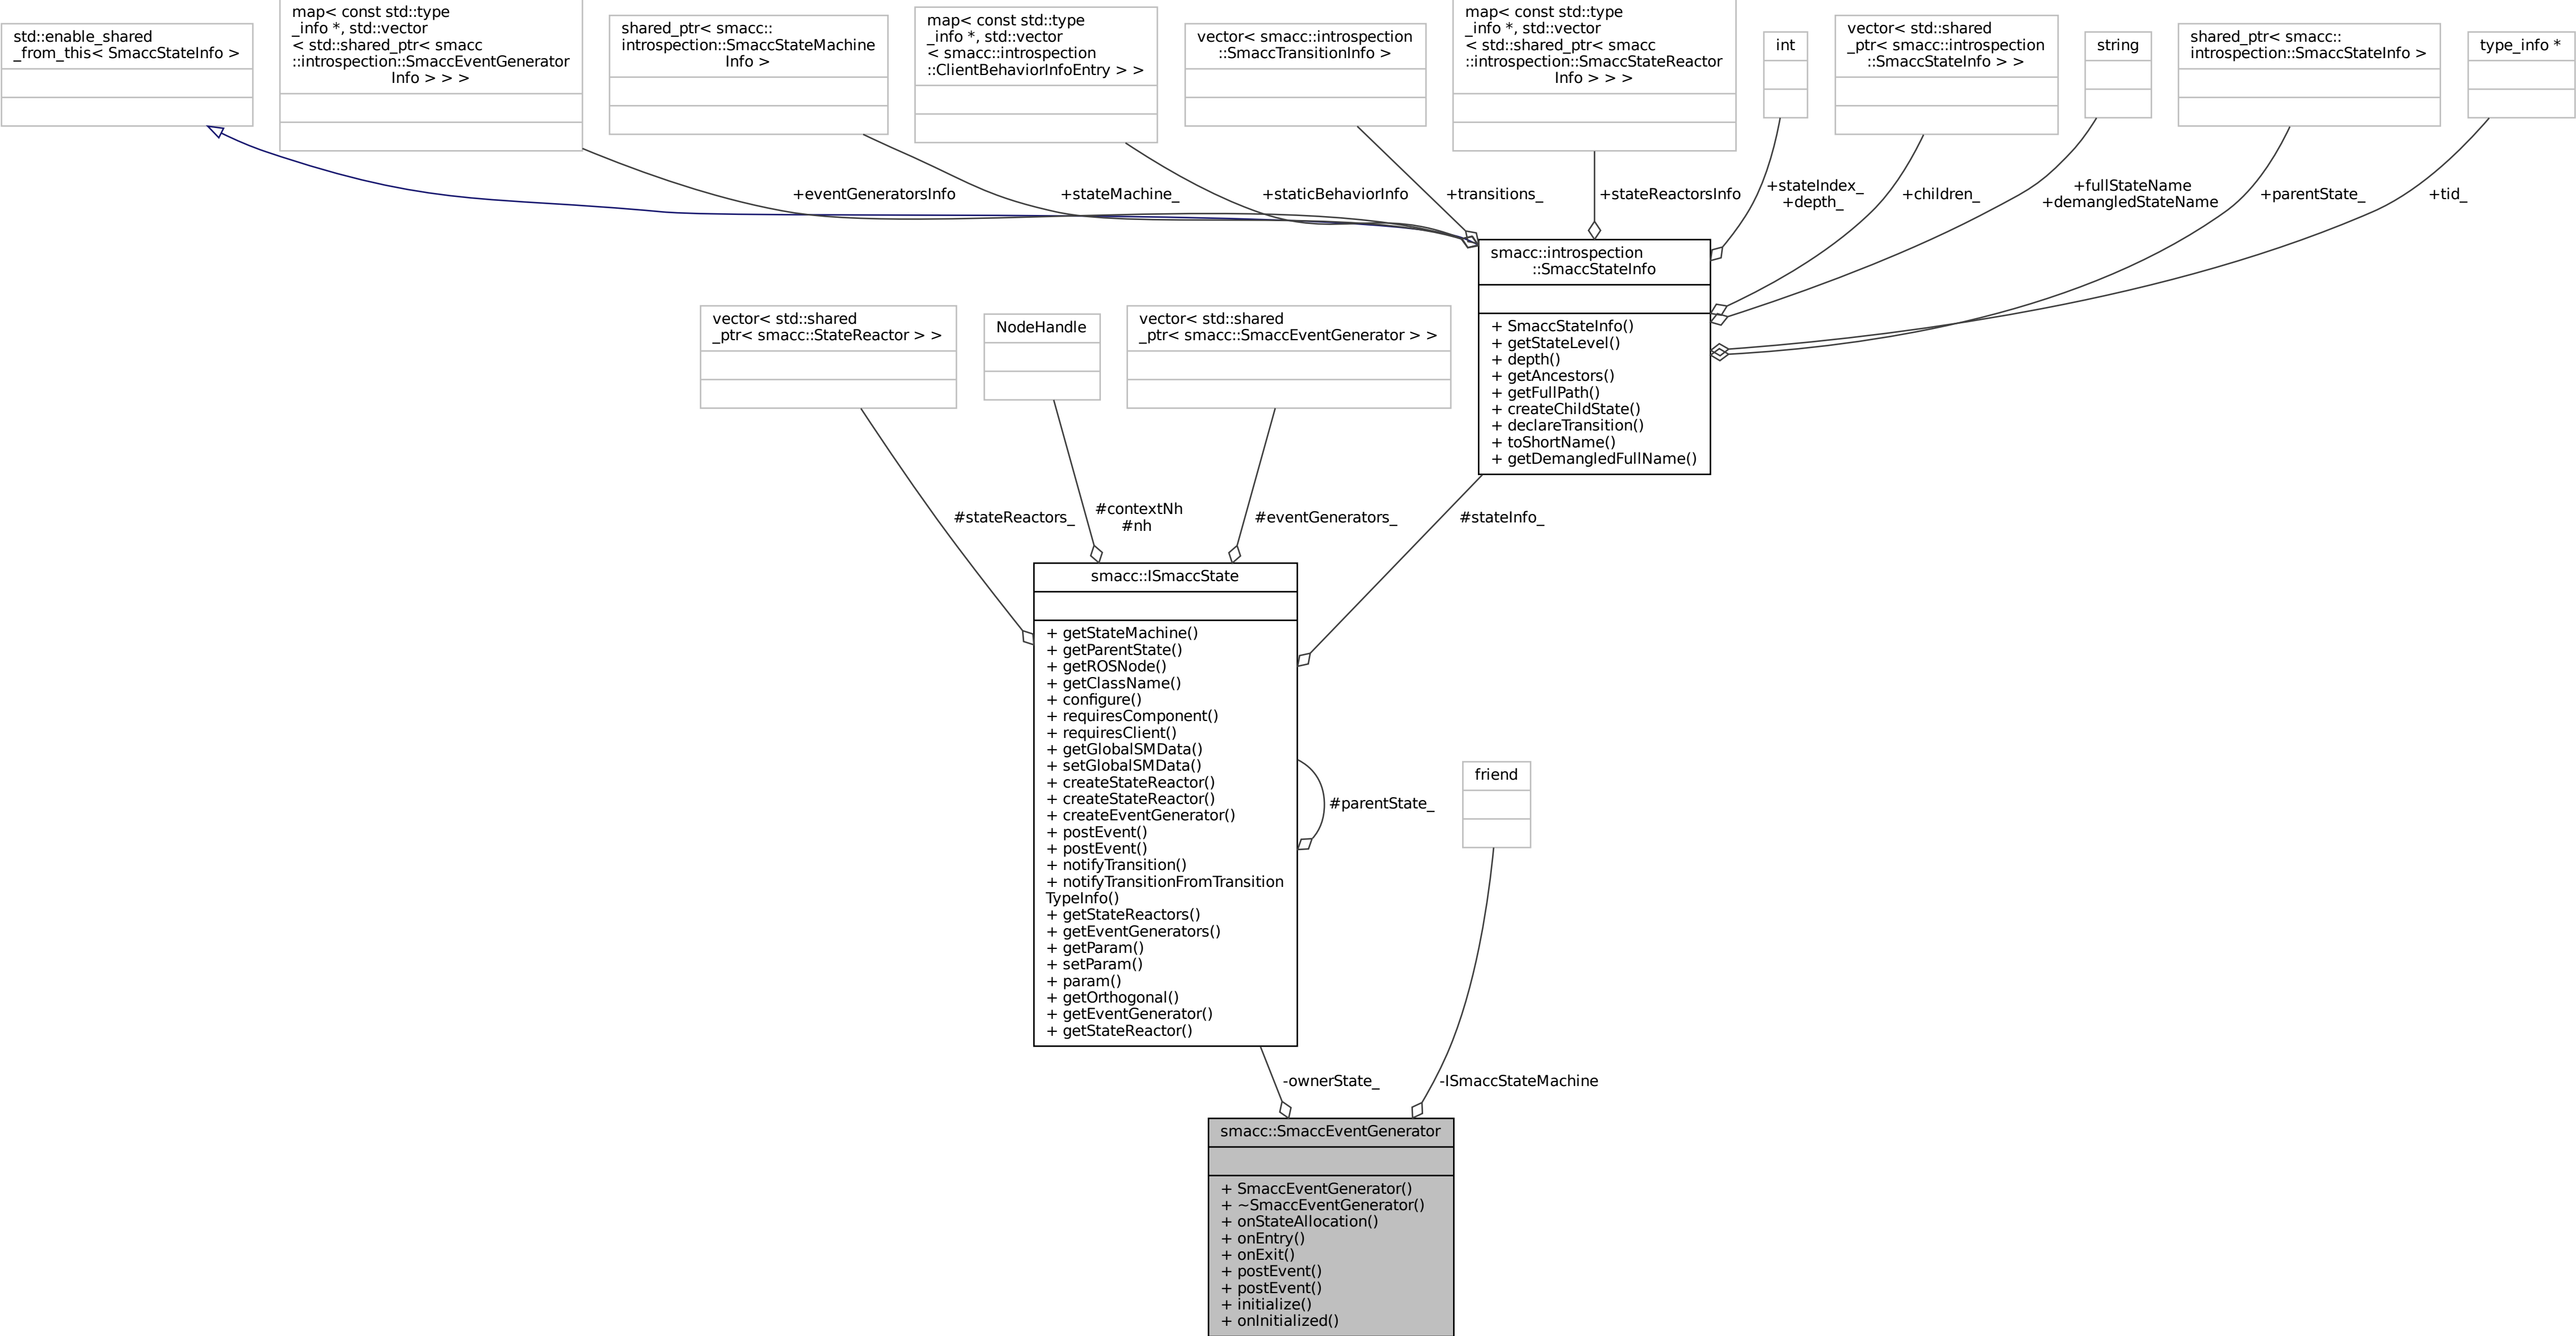 std::enable_shared
_from_this< SmaccStateInfo >
map< const std::type
_info *, std::vector
< std::shared_ptr< smacc
::introspection::SmaccEventGenerator
Info > > >
shared_ptr< smacc::
introspection::SmaccStateMachine
Info >
map< const std::type
_info *, std::vector
< smacc::introspection
::ClientBehaviorInfoEntry > >
vector< smacc::introspection
::SmaccTransitionInfo >
map< const std::type
_info *, std::vector
< std::shared_ptr< smacc
::introspection::SmaccStateReactor
Info > > >
int
vector< std::shared
_ptr< smacc::introspection
::SmaccStateInfo > >
string
shared_ptr< smacc::
introspection::SmaccStateInfo >
type_info *
+eventGeneratorsInfo
+stateMachine_
+staticBehaviorInfo
+transitions_
+stateReactorsInfo
+stateIndex_
+depth_
+children_
+fullStateName
+demangledStateName
+parentState_
+tid_
smacc::introspection
::SmaccStateInfo
+ SmaccStateInfo()
+ getStateLevel()
+ depth()
+ getAncestors()
+ getFullPath()
+ createChildState()
+ declareTransition()
+ toShortName()
+ getDemangledFullName()
vector< std::shared
_ptr< smacc::StateReactor > >
NodeHandle
vector< std::shared
_ptr< smacc::SmaccEventGenerator > >
#stateReactors_
#contextNh
#nh
#eventGenerators_
#stateInfo_
smacc::ISmaccState
+ getStateMachine()
+ getParentState()
+ getROSNode()
+ getClassName()
+ configure()
+ requiresComponent()
+ requiresClient()
+ getGlobalSMData()
+ setGlobalSMData()
+ createStateReactor()
+ createStateReactor()
+ createEventGenerator()
+ postEvent()
+ postEvent()
+ notifyTransition()
+ notifyTransitionFromTransition
TypeInfo()
+ getStateReactors()
+ getEventGenerators()
+ getParam()
+ setParam()
+ param()
+ getOrthogonal()
+ getEventGenerator()
+ getStateReactor()
#parentState_
friend
-ownerState_
-ISmaccStateMachine
smacc::SmaccEventGenerator
+ SmaccEventGenerator()
+ ~SmaccEventGenerator()
+ onStateAllocation()
+ onEntry()
+ onExit()
+ postEvent()
+ postEvent()
+ initialize()
+ onInitialized()